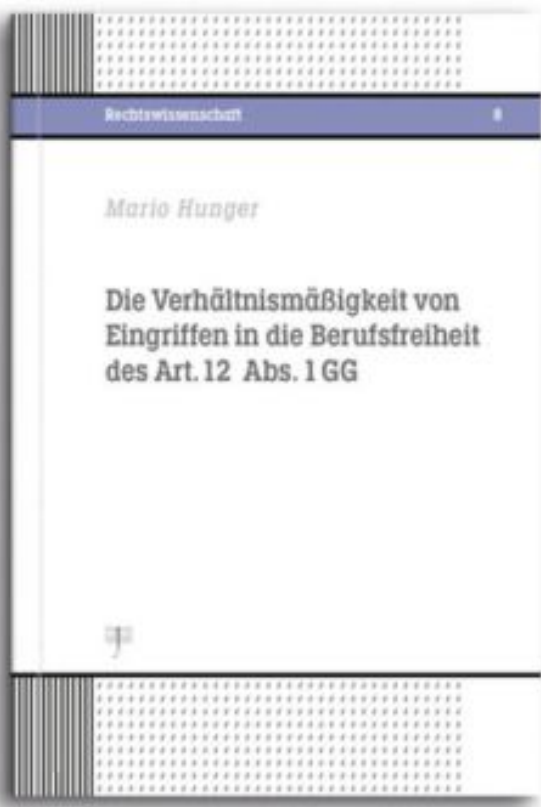 Rechtswissenschaft 8
Mario Hunger
Die Verhältnismäßigkeit von
Eingriffen in die Berufsfreiheit
des Art. 12 Abs. 1 GG